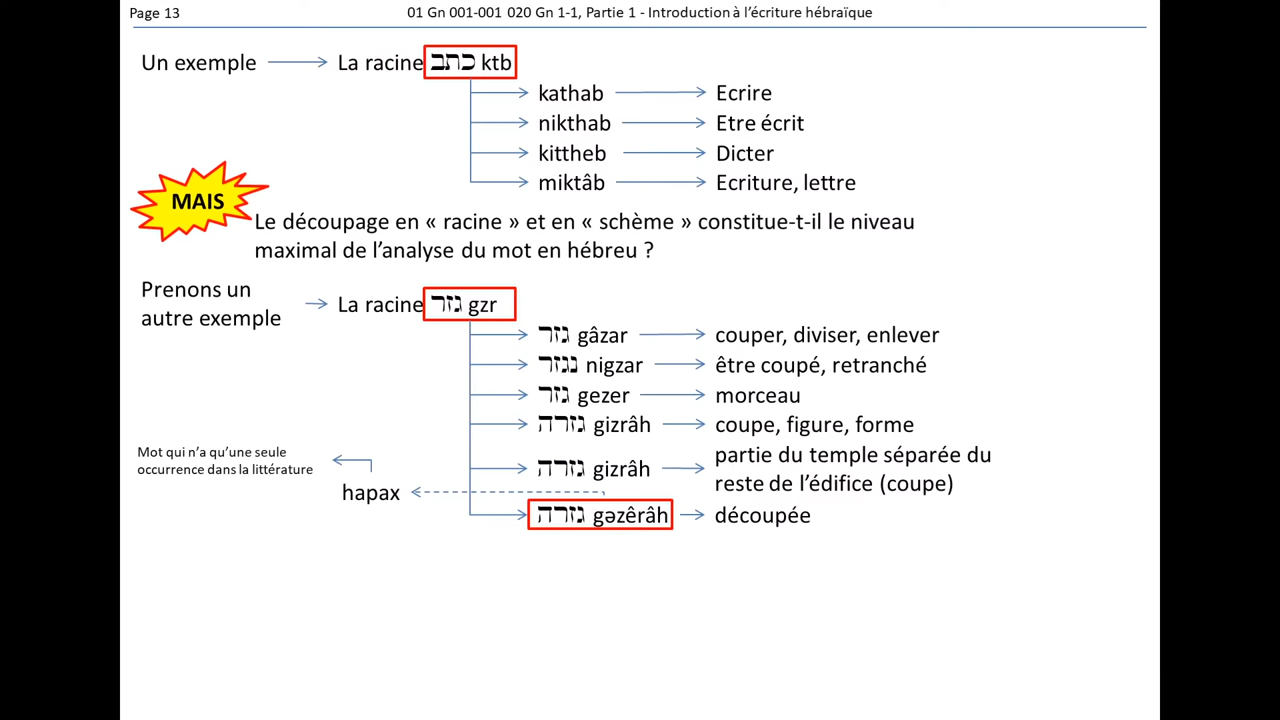 Page 13
01 Gn 001-001 020 Gn 1-1, Partie 1 - Introduction à l’écriture hébraïque
Un exemple
La racine כתב ktb
kathab
Ecrire
nikthab
Etre écrit
kittheb
Dicter
miktâb
Ecriture, lettre
MAIS
Le découpage en « racine » et en « schème » constitue-t-il le niveau
maximal de l’analyse du mot en hébreu ?
Prenons un
autre exemple
La racine גזר gzr
גזר gâzar
couper, diviser, enlever
נגזר nigzar
être coupé, retranché
גזר gezer
morceau
גזרה gizrâh
coupe, figure, forme
גזרה gizrâh
partie du temple séparée du
reste de l’édifice (coupe)
Mot qui n’a qu’une seule
occurrence dans la littérature
hapax
גזרה gəzêrâh
découpée